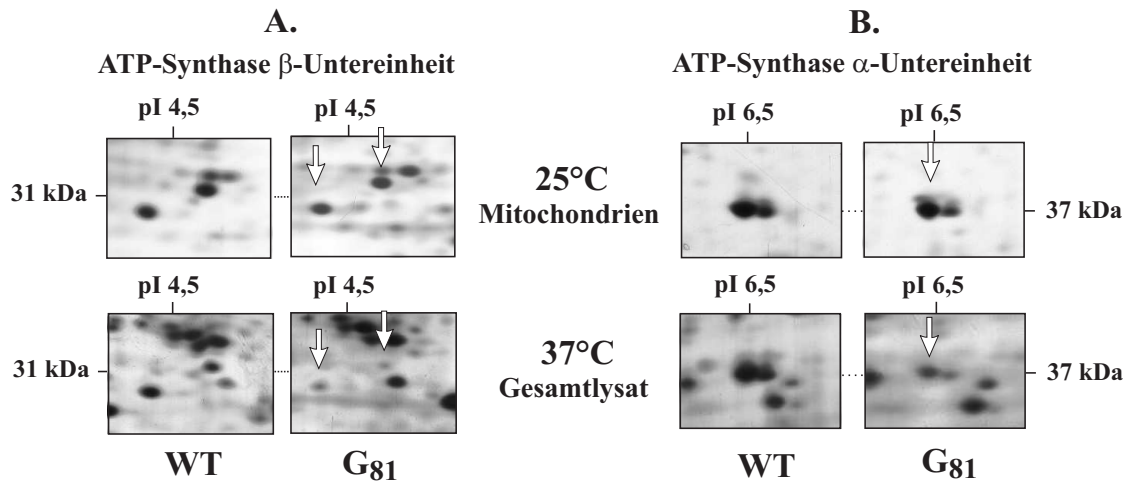 A.
ATP-Synthase β-Untereinheit
pI 4,5
pI 4,5
31 kDa
25°C
Mitochondrien
pI 4,5
pI 4,5
31 kDa
37°C
Gesamtlysat
WT
G81
B.
ATP-Synthase α-Untereinheit
pI 6,5
pI 6,5
37 kDa
pI 6,5
pI 6,5
37 kDa
WT
G81